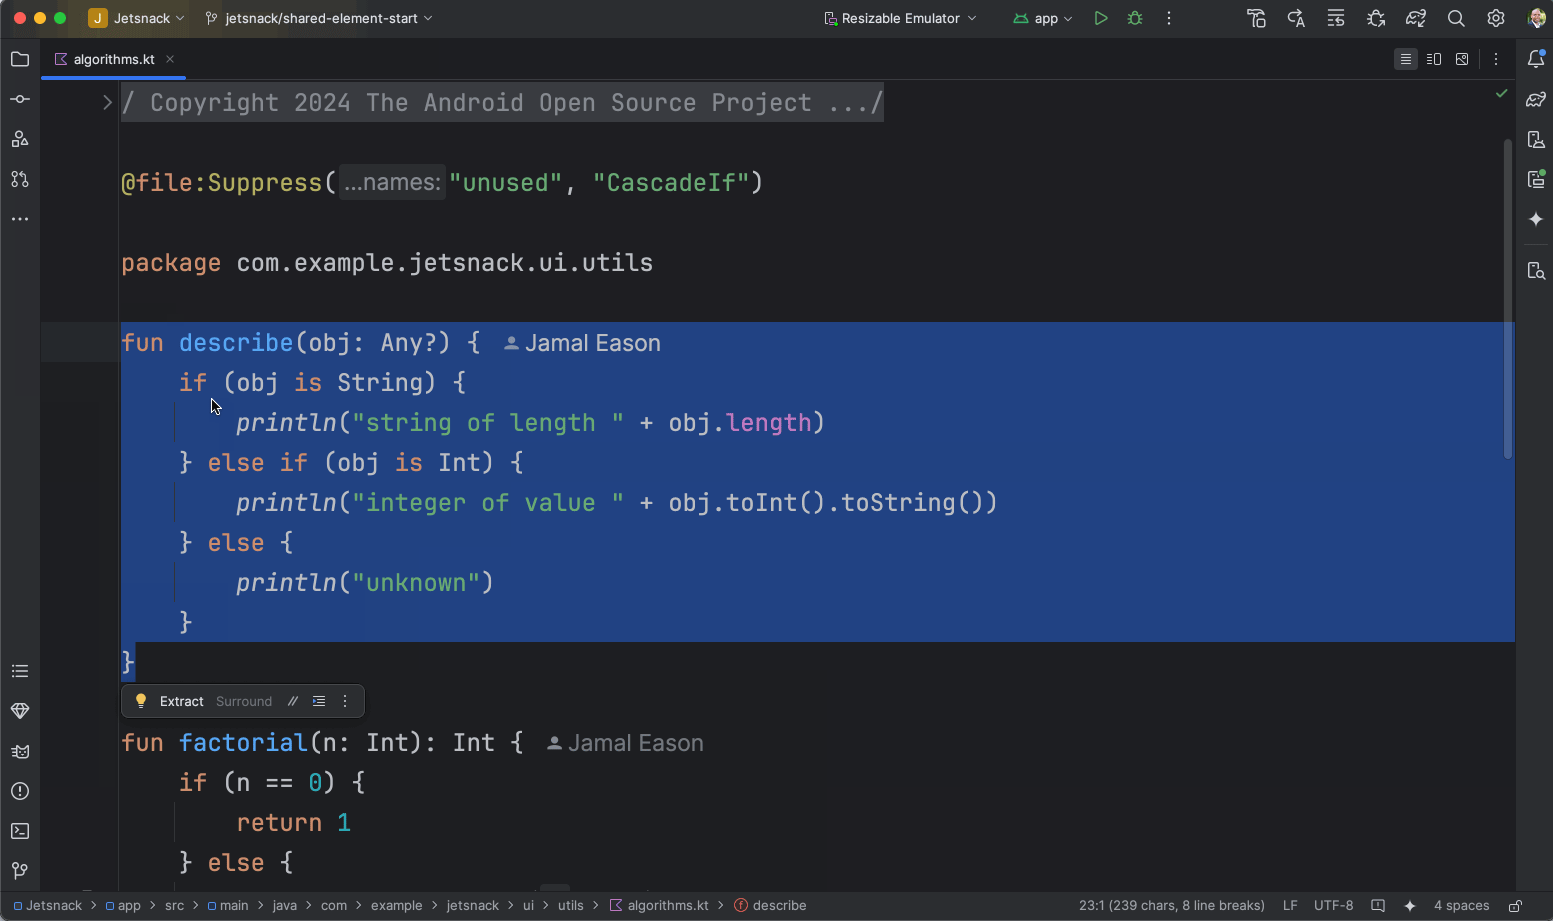 J Jetsnack jetsnack/shared-element-start Resizable Emulator app
algorithms.kt
/ Copyright 2024 The Android Open Source Project .../
@file:Suppress( ...names: "unused", "CascadeIf")
package com.example.jetsnack.ui.utils
fun describe(obj: Any?) { Jamal Eason
if (obj is String) {
println("string of length " + obj.length)
} else if (obj is Int) {
println("integer of value " + obj.toInt().toString())
} else {
println("unknown")
}
}
Extract Surround //
fun factorial(n: Int): Int { Jamal Eason
if (n == 0) {
return 1
} else {
Jetsnack > app > src > main > java > com > example > jetsnack > ui > utils > algorithms.kt > describe 23:1 (239 chars, 8 line breaks) LF UTF-8 4 spaces